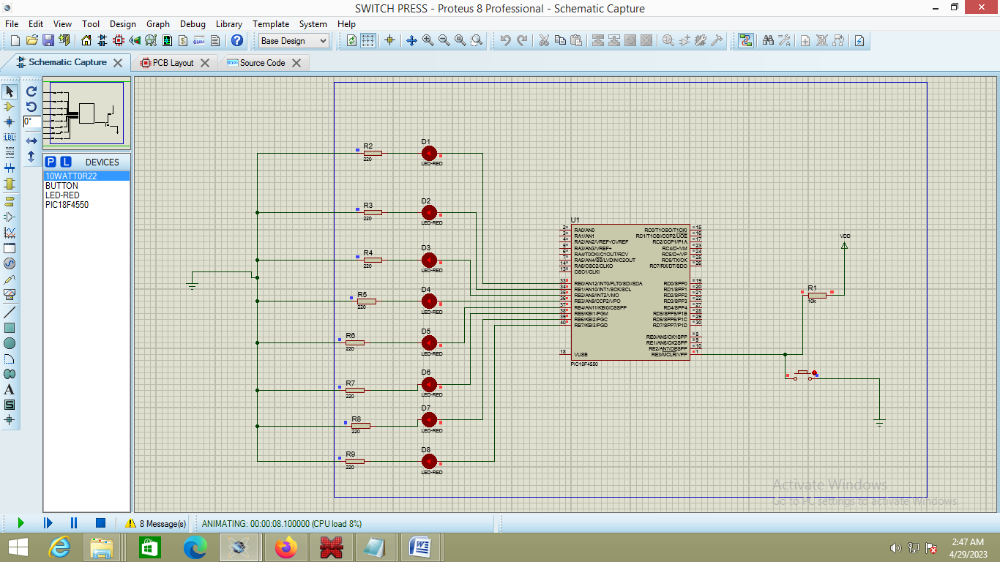 SWITCH PRESS - Proteus 8 Professional - Schematic Capture
File Edit View Tool Design Graph Debug Library Template System Help
Base Design
Schematic Capture
PCB Layout
Source Code
0°
LBL
P L DEVICES
10WATT0R22
BUTTON
LED-RED
PIC18F4550
A
S
R2
220
D1
LED-RED
R3
220
D2
LED-RED
R4
220
D3
LED-RED
R5
220
D4
LED-RED
R6
220
D5
LED-RED
R7
220
D6
LED-RED
R8
220
D7
LED-RED
R9
220
D8
LED-RED
U1
2 RA0/AN0
3 RA1/AN1
4 RA2/AN2/VREF-/CVREF
5 RA3/AN3/VREF+
6 RA4/T0CKI/C1OUT/RCV
7 RA5/AN4/SS/LVDIN/C2OUT
14 RA6/OSC2/CLKO
13 OSC1/CLKI
33 RB0/AN12/INT0/FLT0/SDI/SDA
34 RB1/AN10/INT1/SCK/SCL
35 RB2/AN8/INT2/VMO
36 RB3/AN9/CCP2/VPO
37 RB4/AN11/KBI0/CSSPP
38 RB5/KBI1/PGM
39 RB6/KBI2/PGC
40 RB7/KBI3/PGD
18 VUSB
RC0/T1OSO/T1CKI 15
RC1/T1OSI/CCP2/UOE 16
RC2/CCP1/P1A 17
RC4/D-/VM 23
RC5/D+/VP 24
RC6/TX/CK 25
RC7/RX/DT/SDO 26
RD0/SPP0 19
RD1/SPP1 20
RD2/SPP2 21
RD3/SPP3 22
RD4/SPP4 27
RD5/SPP5/P1B 28
RD6/SPP6/P1C 29
RD7/SPP7/P1D 30
RE0/AN5/CK1SPP 8
RE1/AN6/CK2SPP 9
RE2/AN7/OESPP 10
RE3/MCLR/VPP 1
PIC18F4550
VDD
R1
10k
Activate Windows
Go to PC settings to activate Windows.
8 Message(s)
ANIMATING: 00:00:08.100000 (CPU load 8%)
2:47 AM
4/29/2023